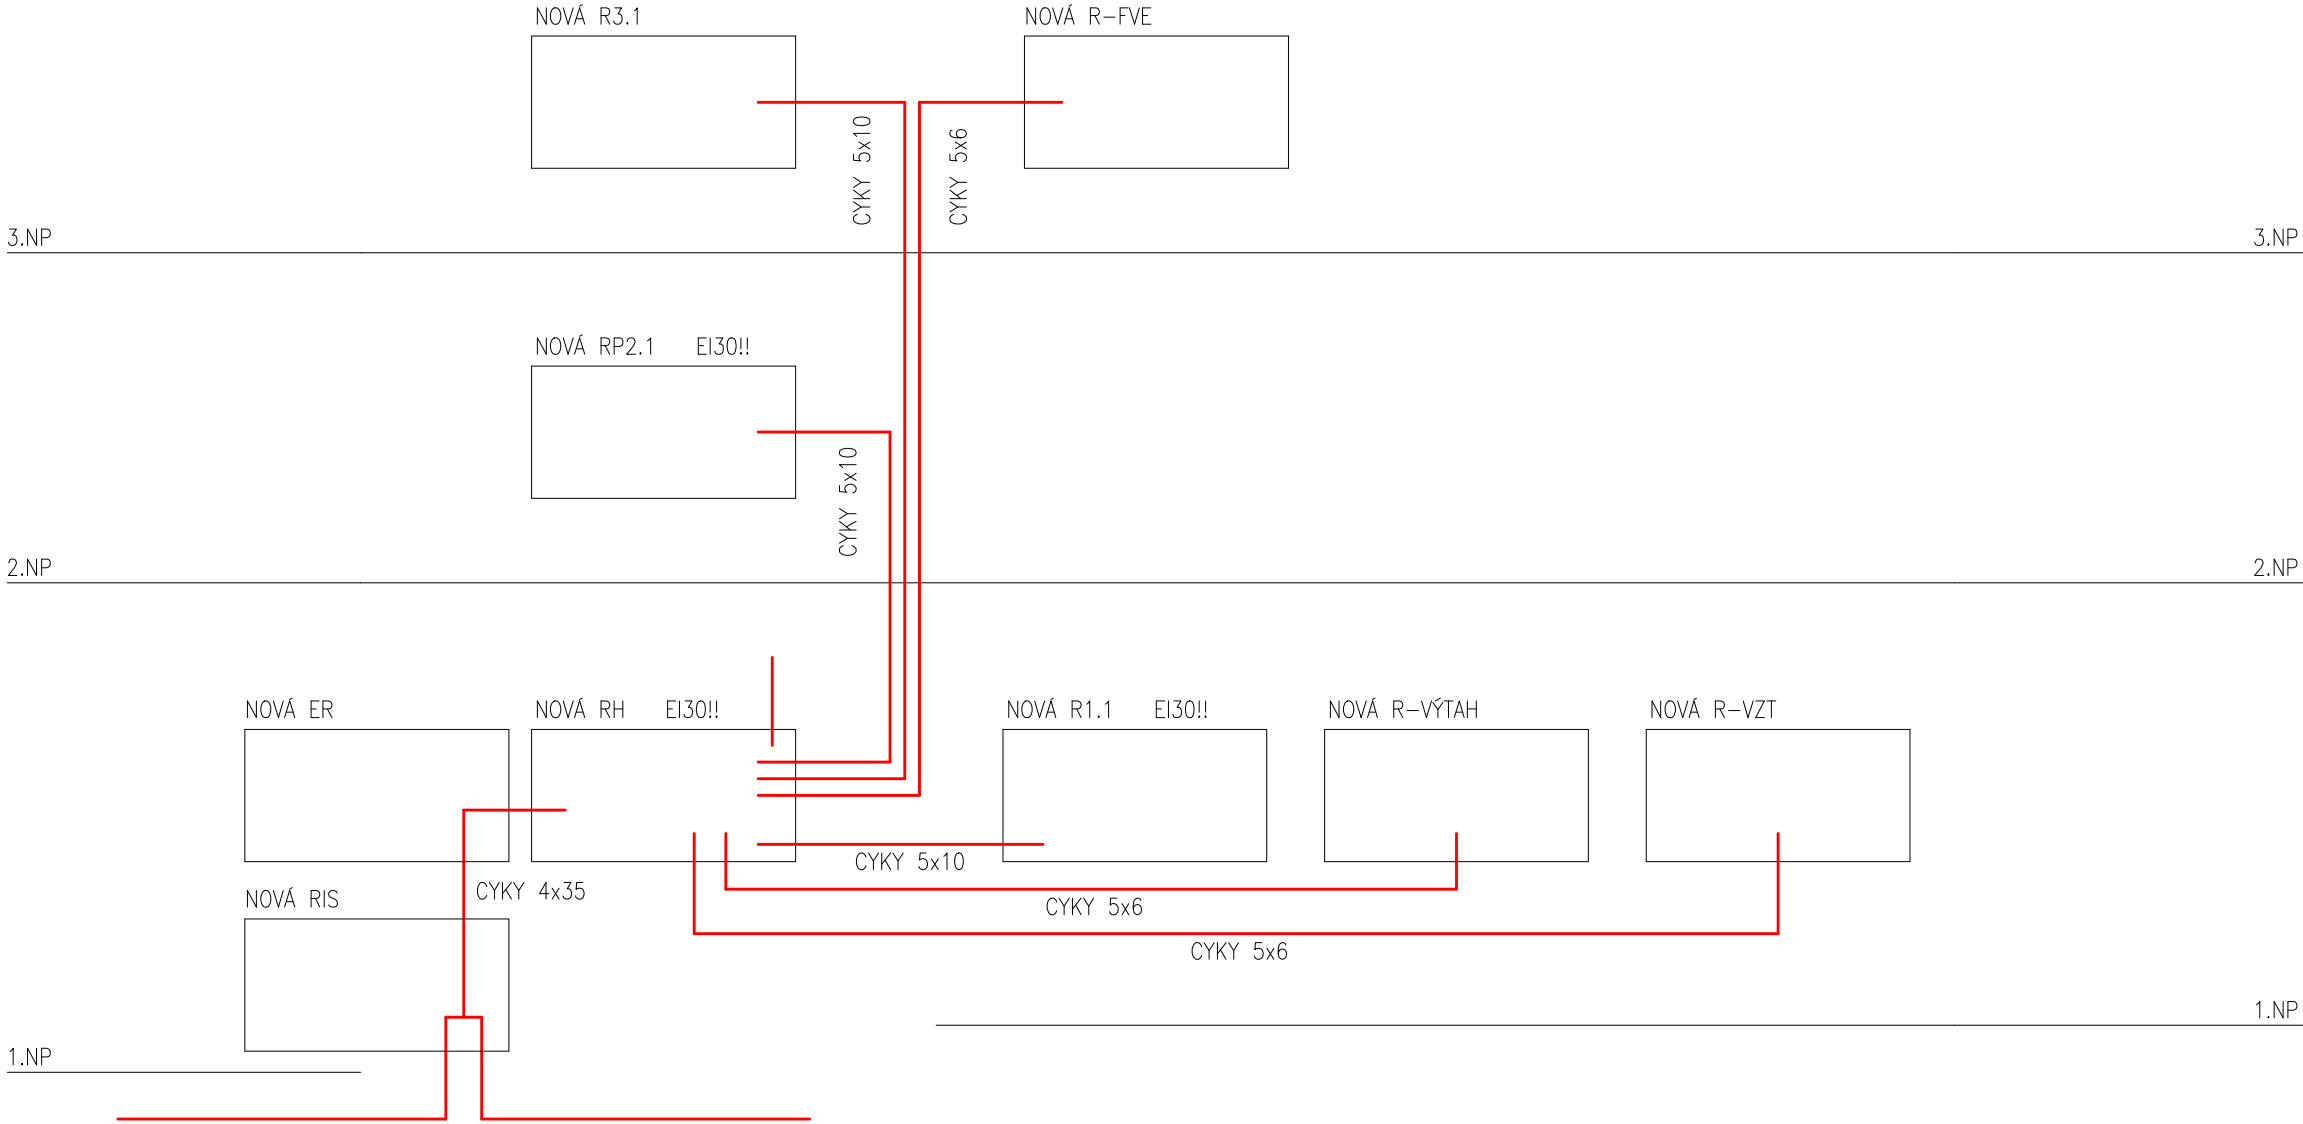 NOVÁ R3.1
NOVÁ R-FVE
CYKY 5x10
CYKY 5x6
3.NP
3.NP
NOVÁ RP2.1 EI30!!
CYKY 5x10
2.NP
2.NP
NOVÁ ER
NOVÁ RH EI30!!
NOVÁ R1.1 EI30!!
NOVÁ R-VÝTAH
NOVÁ R-VZT
CYKY 5x10
CYKY 4x35
NOVÁ RIS
CYKY 5x6
CYKY 5x6
1.NP
1.NP